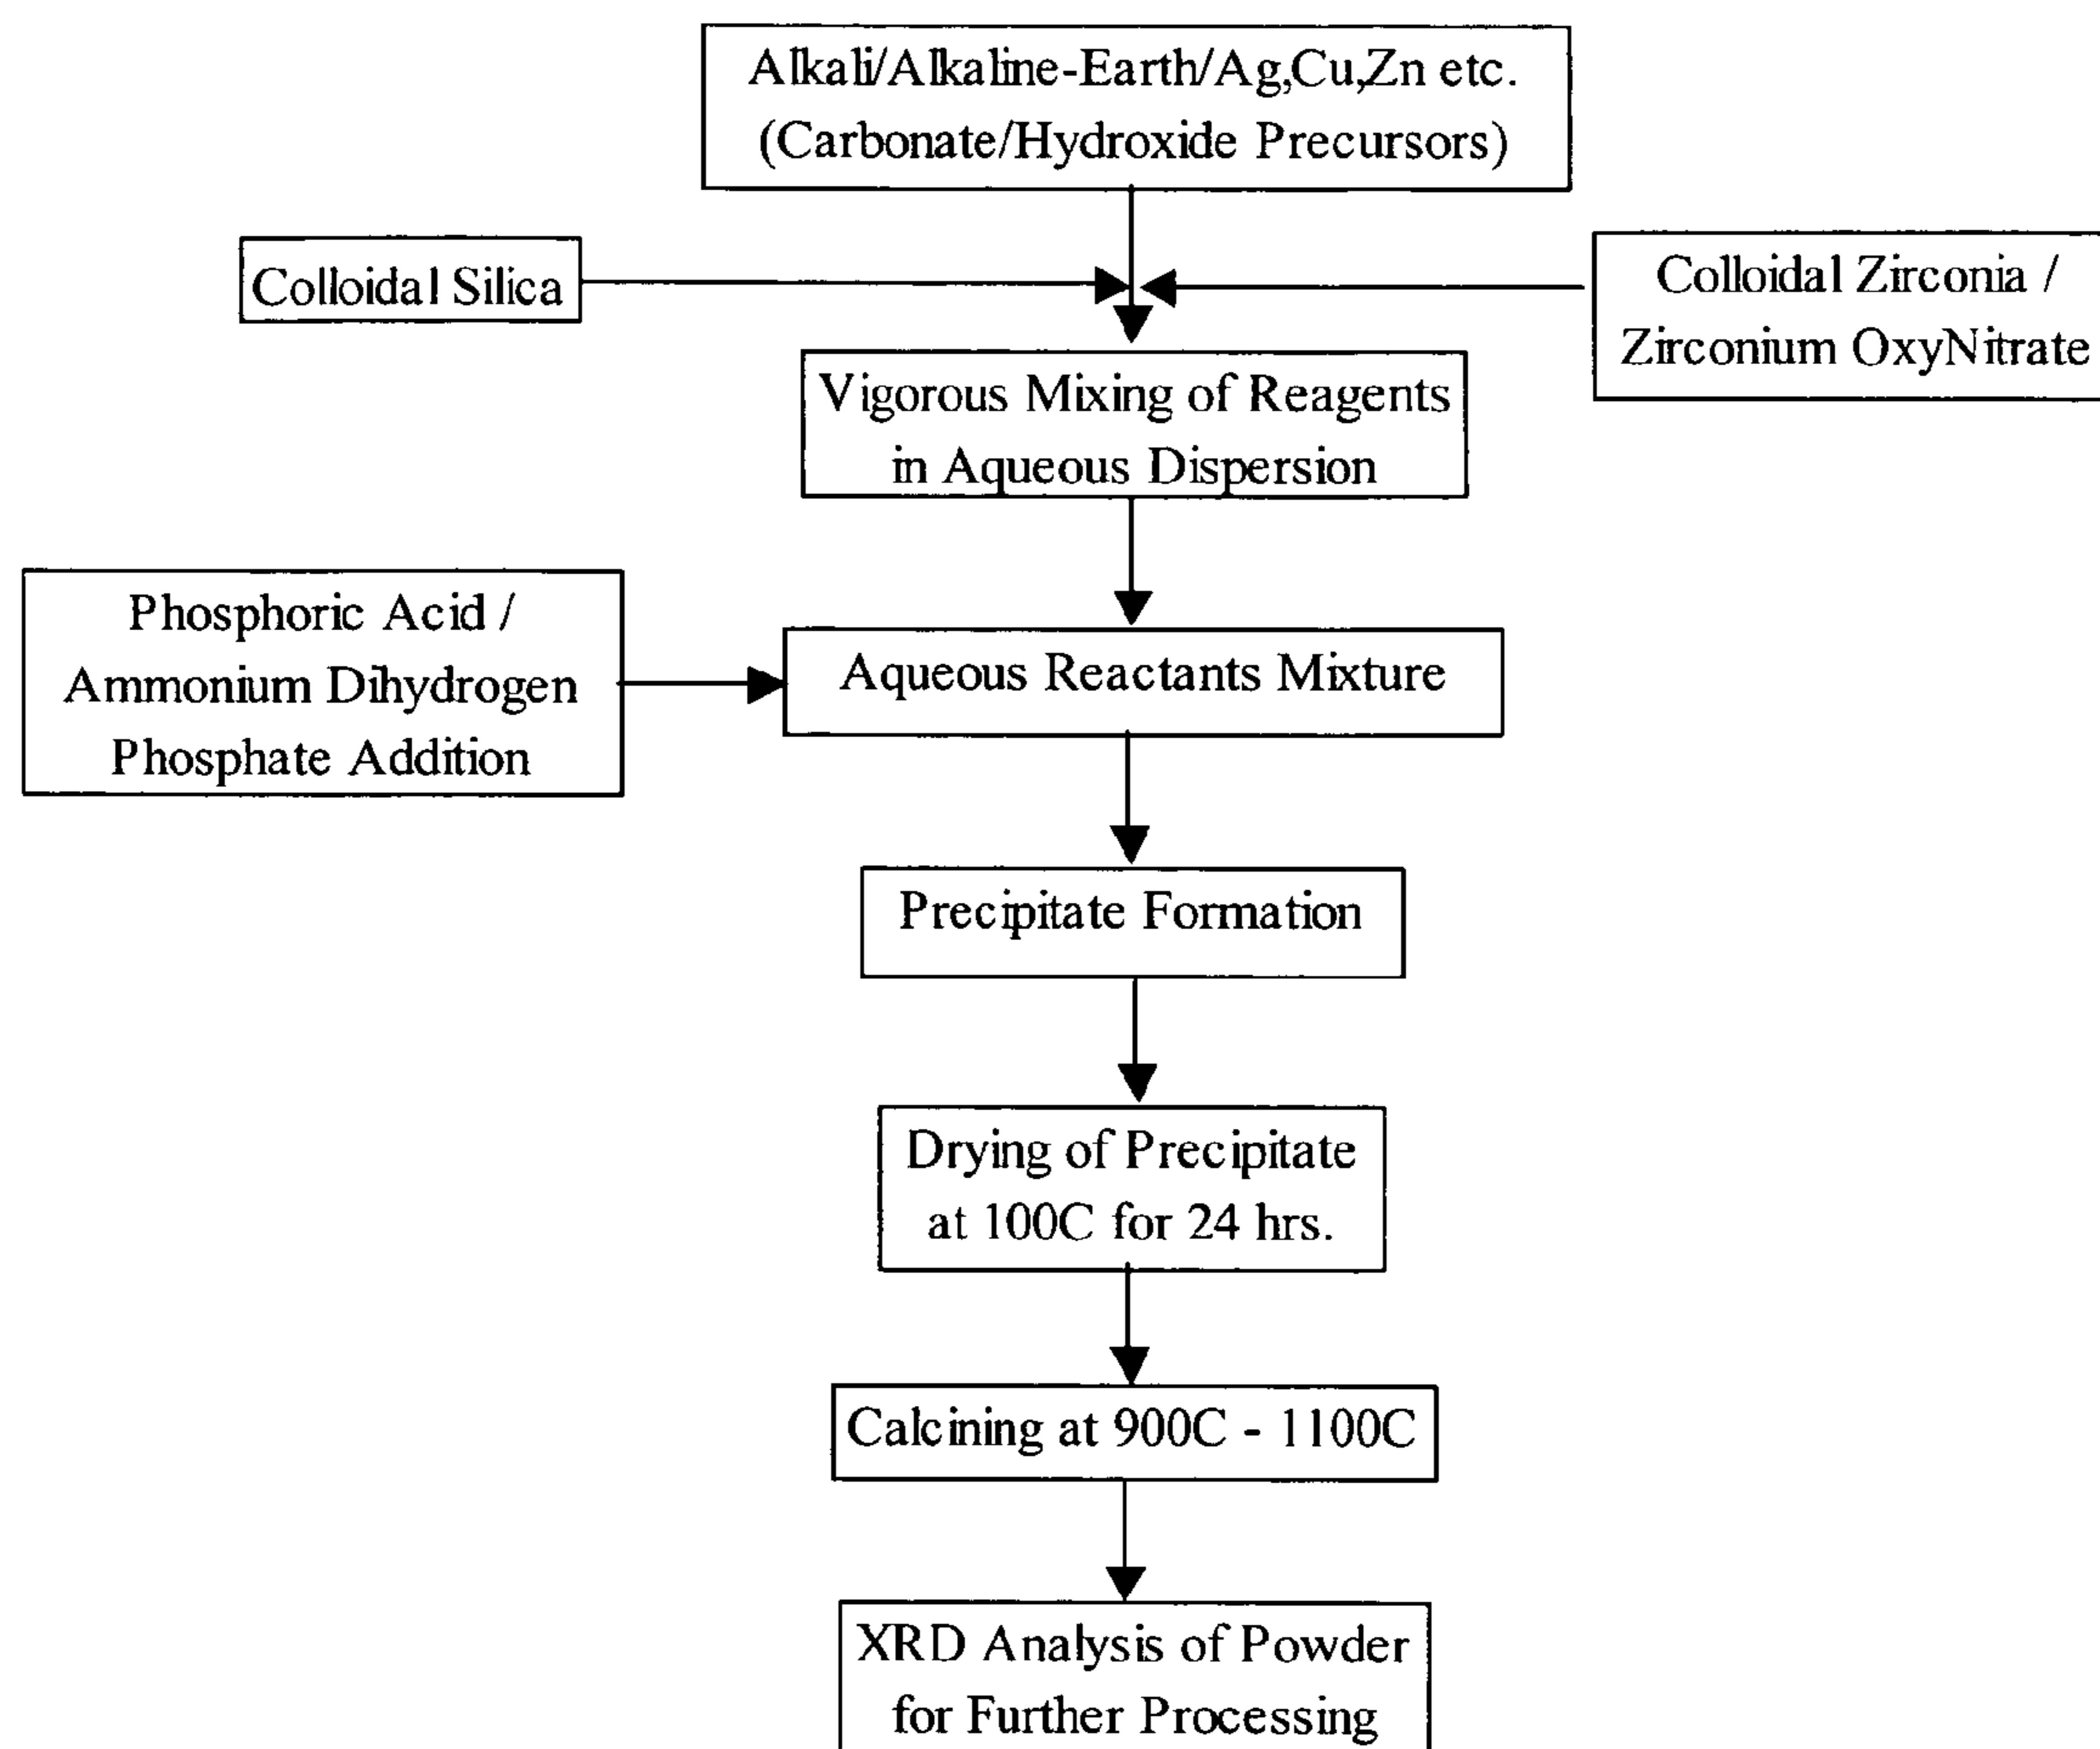 Alkali/Alkaline-Earth/Ag,Cu,Zn etc.
(Carbonate/Hydroxide Precursors)
Colloidal Silica
Colloidal Zirconia /
Zirconium OxyNitrate
Vigorous Mixing of Reagents
in Aqueous Dispersion
Phosphoric Acid /
Ammonium Dihydrogen
Phosphate Addition
Aqueous Reactants Mixture
Precipitate Formation
Drying of Precipitate
at 100C for 24 hrs.
Calcining at 900C - 1100C
XRD Analysis of Powder
for Further Processing